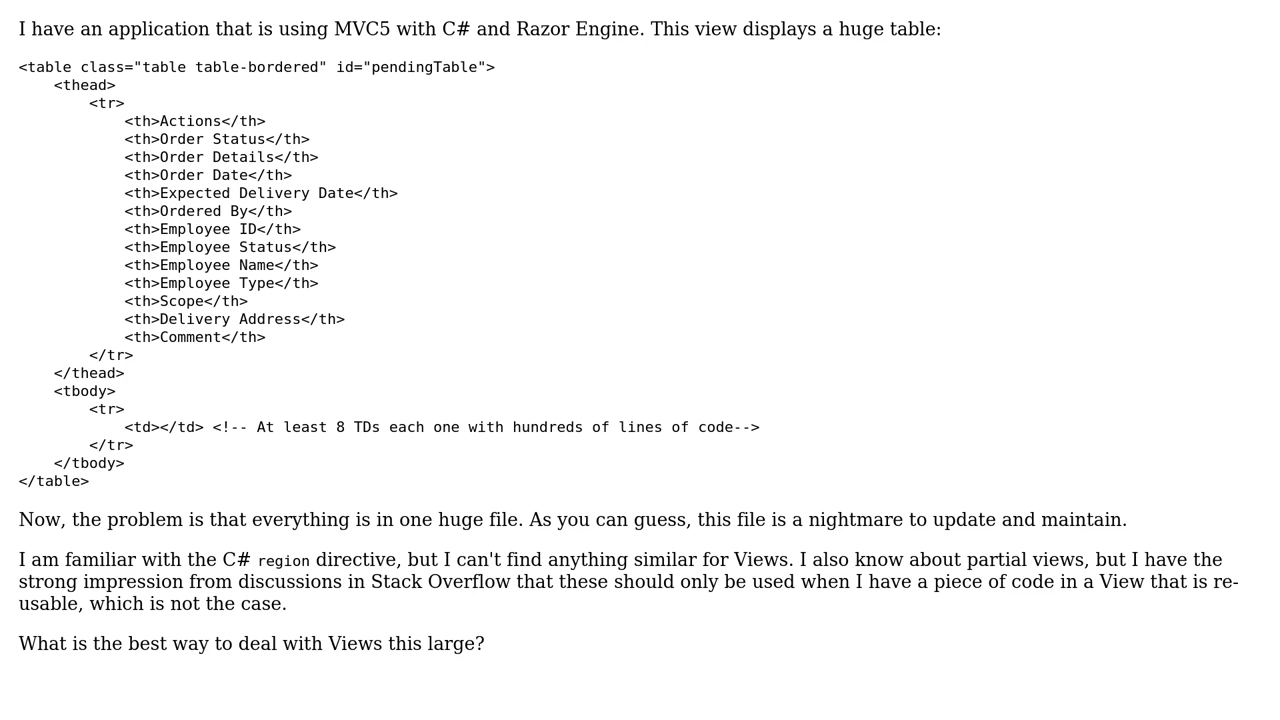 I have an application that is using MVC5 with C# and Razor Engine. This view displays a huge table:
<table class="table table-bordered" id="pendingTable">
    <thead>
        <tr>
            <th>Actions</th>
            <th>Order Status</th>
            <th>Order Details</th>
            <th>Order Date</th>
            <th>Expected Delivery Date</th>
            <th>Ordered By</th>
            <th>Employee ID</th>
            <th>Employee Status</th>
            <th>Employee Name</th>
            <th>Employee Type</th>
            <th>Scope</th>
            <th>Delivery Address</th>
            <th>Comment</th>
        </tr>
    </thead>
    <tbody>
        <tr>
            <td></td> <!-- At least 8 TDs each one with hundreds of lines of code-->
        </tr>
    </tbody>
</table>
Now, the problem is that everything is in one huge file. As you can guess, this file is a nightmare to update and maintain.
I am familiar with the C# region directive, but I can't find anything similar for Views. I also know about partial views, but I have the
strong impression from discussions in Stack Overflow that these should only be used when I have a piece of code in a View that is re-
usable, which is not the case.
What is the best way to deal with Views this large?